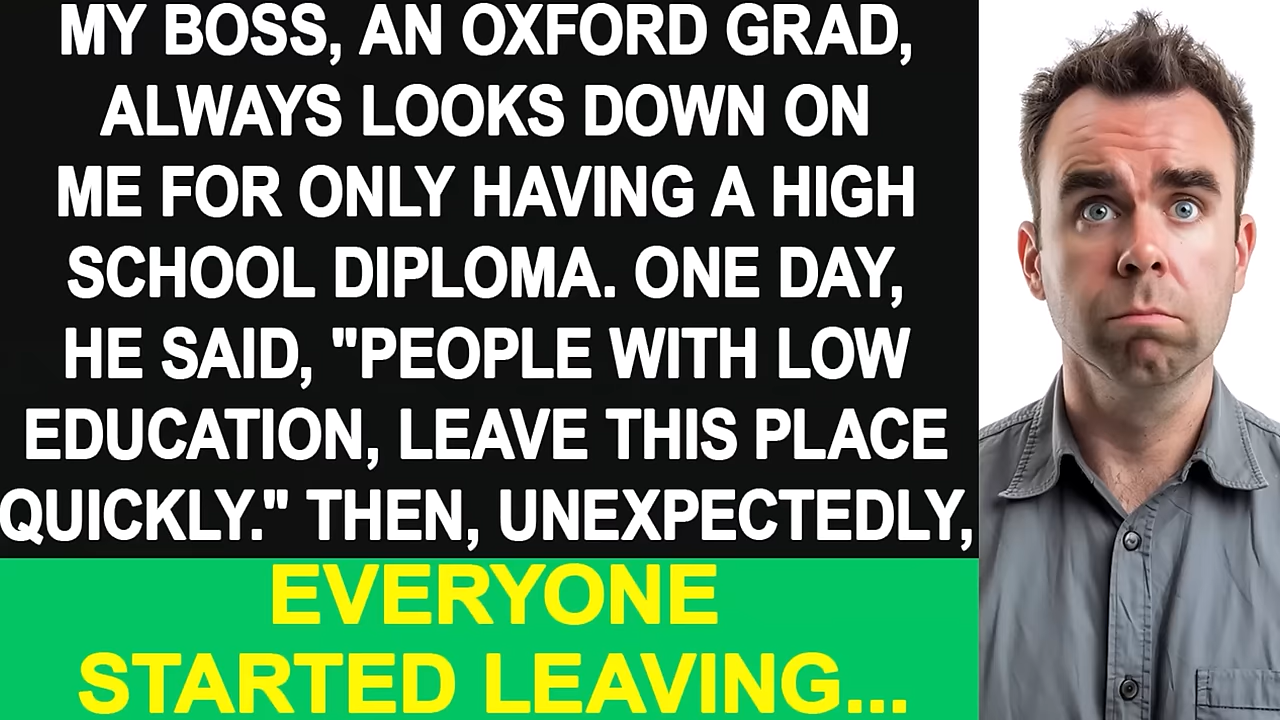 MY BOSS, AN OXFORD GRAD,
ALWAYS LOOKS DOWN ON
ME FOR ONLY HAVING A HIGH
SCHOOL DIPLOMA. ONE DAY,
HE SAID, "PEOPLE WITH LOW
EDUCATION, LEAVE THIS PLACE
QUICKLY." THEN, UNEXPECTEDLY,
EVERYONE
STARTED LEAVING...